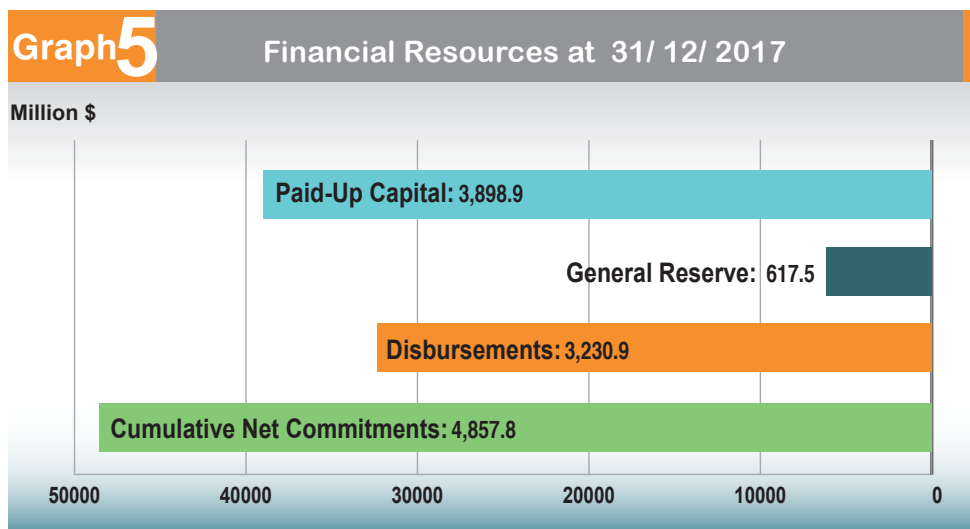 Graph5
Financial Resources at 31/ 12/ 2017
Million $
Paid-Up Capital: 3,898.9
General Reserve: 617.5
Disbursements: 3,230.9
Cumulative Net Commitments: 4,857.8
50000 40000 30000 20000 10000 0